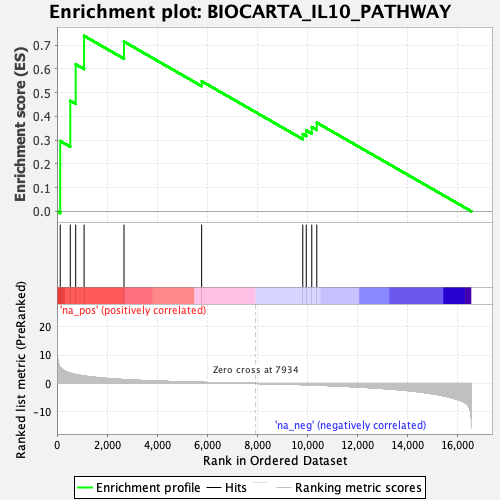 Enrichment plot: BIOCARTA_IL10_PATHWAY
Enrichment score (ES)
0.7
0.6
0.5
0.4
0.3
0.2
0.1
0.0
'na_pos' (positively correlated)
Ranked list metric (PreRanked)
20
10
0
-10
Zero cross at 7934
'na_neg' (negatively correlated)
0 2,000 4,000 6,000 8,000 10,000 12,000 14,000 16,000
Rank in Ordered Dataset
Enrichment profile Hits Ranking metric scores